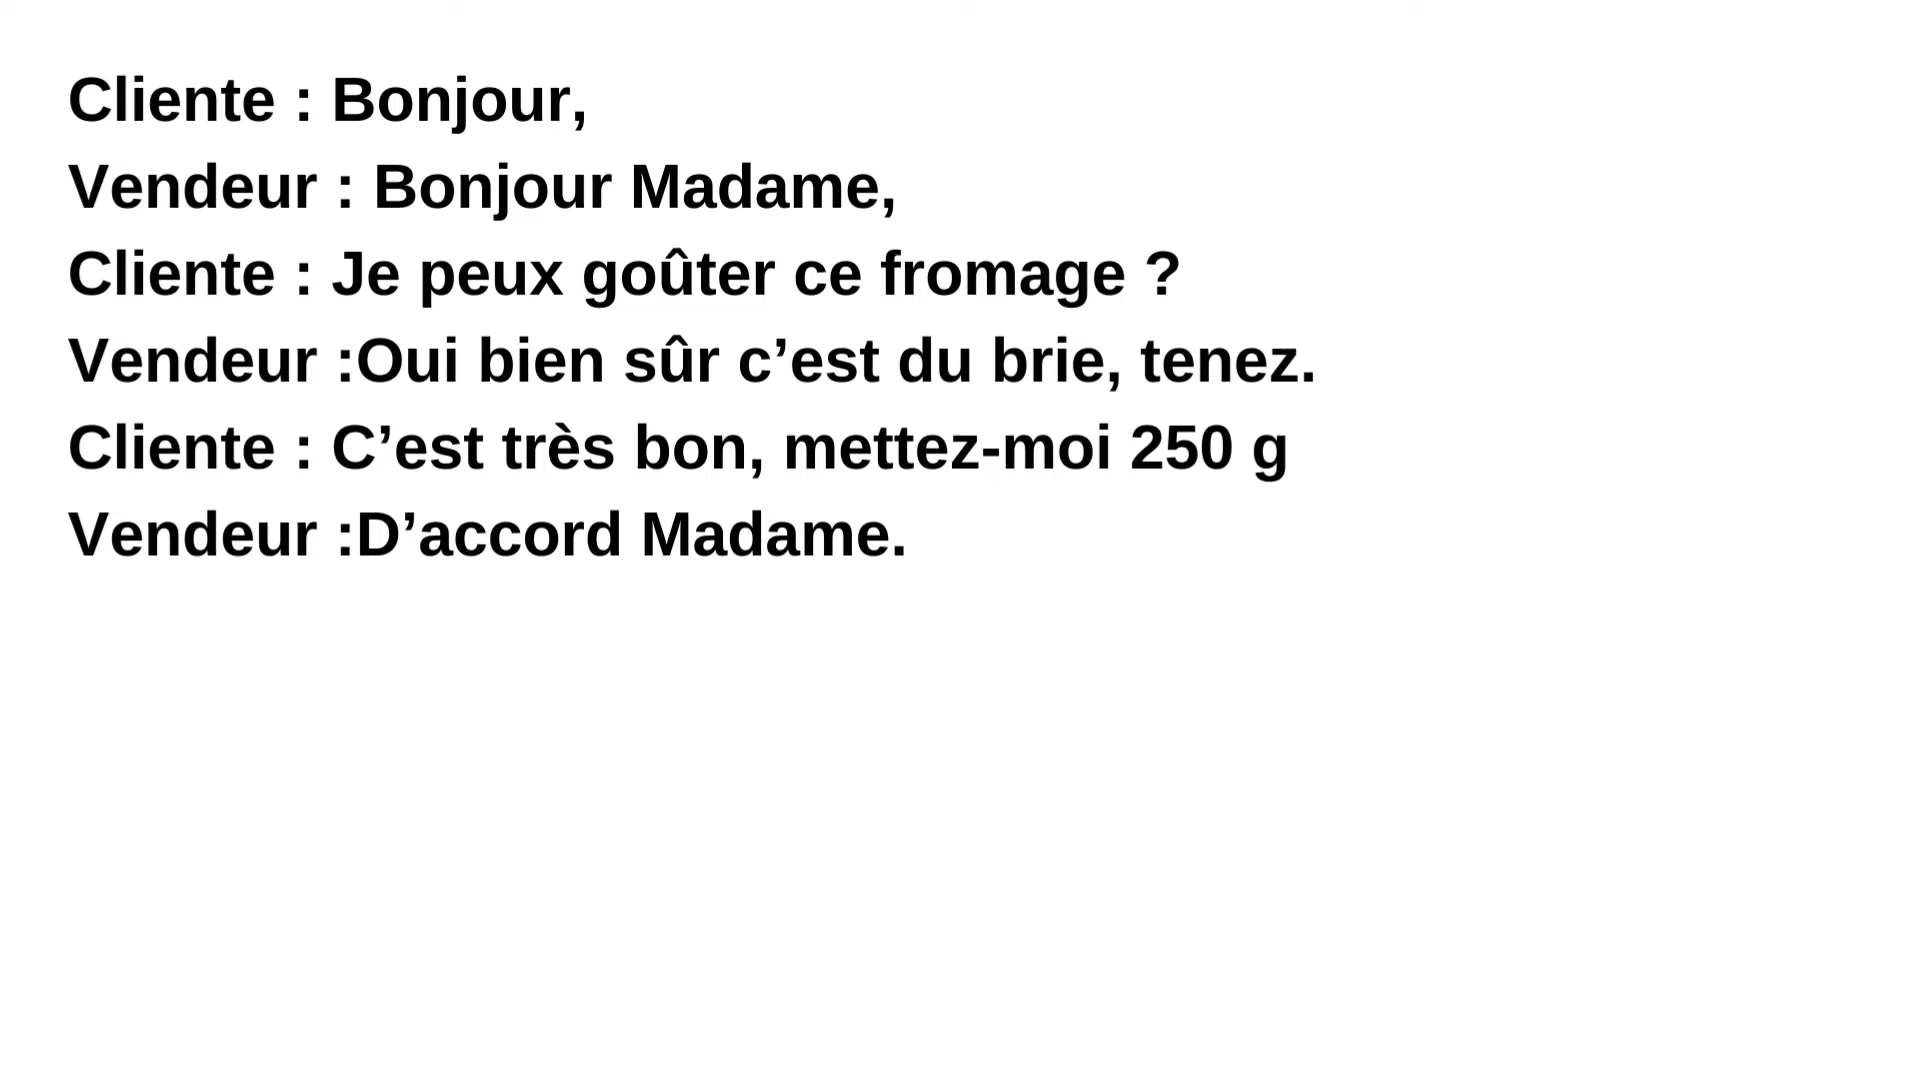 Cliente : Bonjour,
Vendeur : Bonjour Madame,
Cliente : Je peux goûter ce fromage ?
Vendeur :Oui bien sûr c’est du brie, tenez.
Cliente : C’est très bon, mettez-moi 250 g
Vendeur :D’accord Madame.